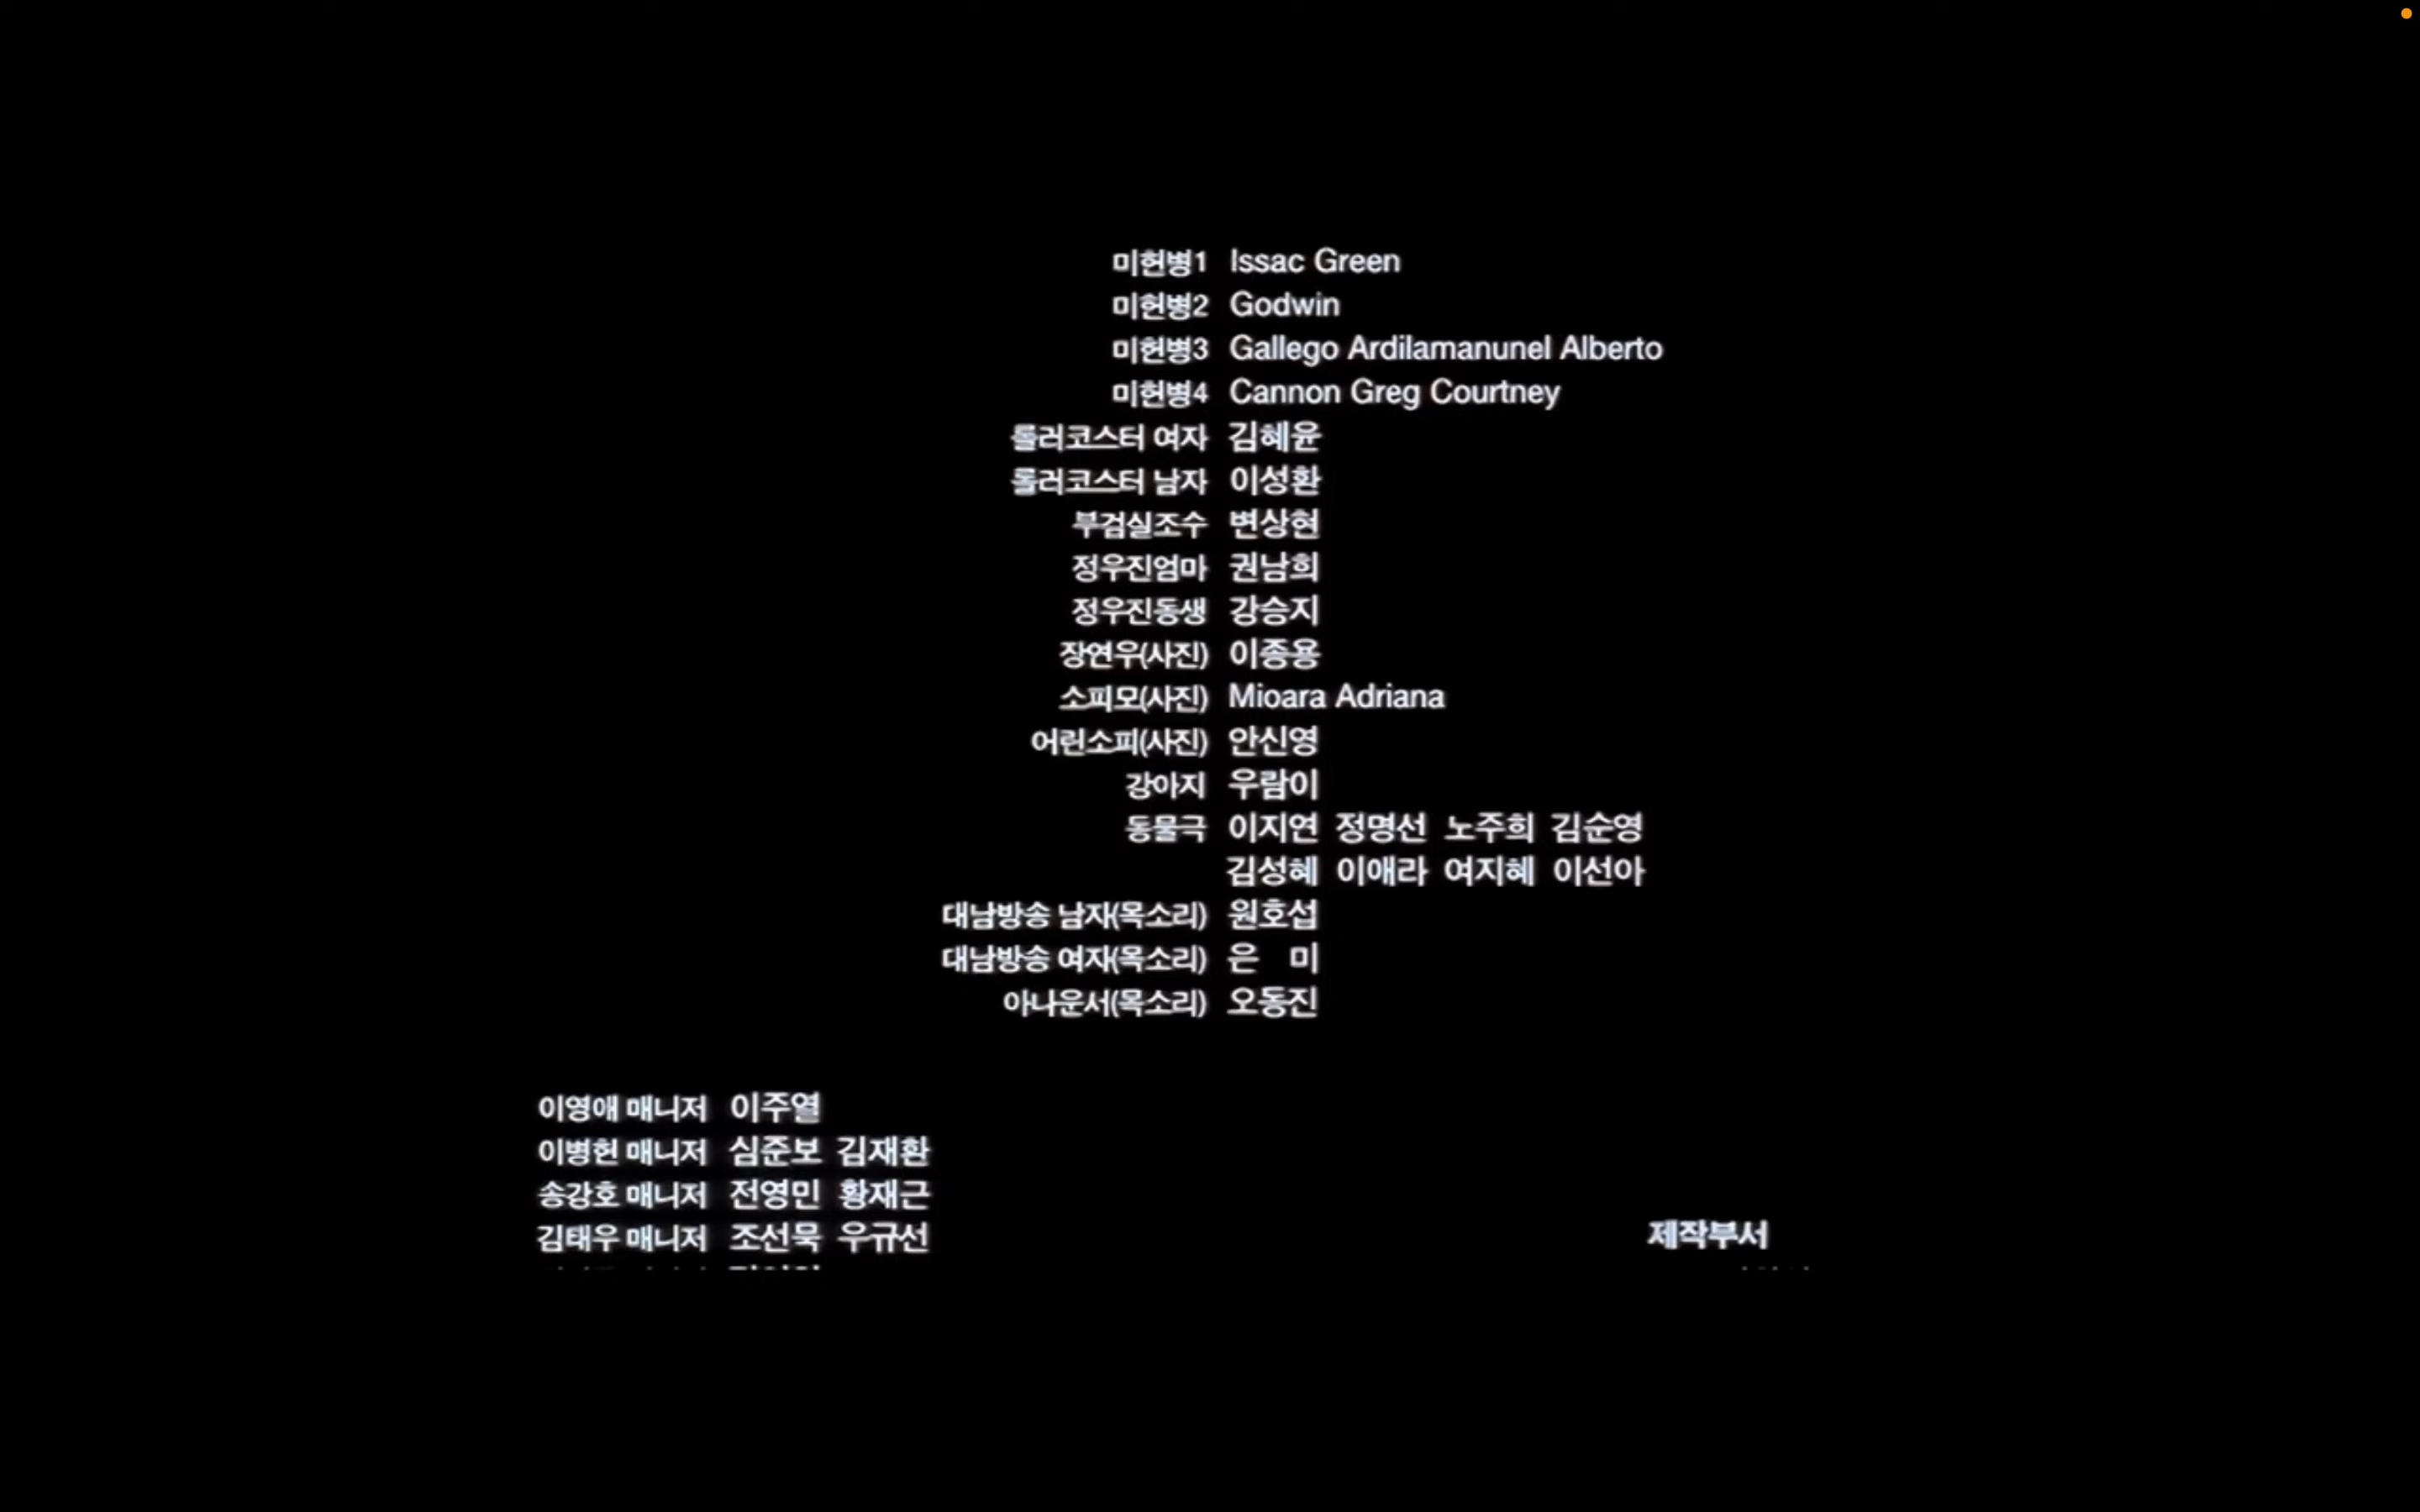 미헌병1 Issac Green
미헌병2 Godwin
미헌병3 Gallego Ardilamanunel Alberto
미헌병4 Cannon Greg Courtney
롤러코스터 여자 김혜윤
롤러코스터 남자 이성환
부검실조수 변상현
정우진엄마 권남희
정우진동생 강승지
장연우(사진) 이종용
소피모(사진) Mioara Adriana
어린소피(사진) 안신영
강아지 우람이
동물극 이지연 정명선 노주희 김순영
김성혜 이애라 여지혜 이선아
대남방송 남자(목소리) 원호섭
대남방송 여자(목소리) 은 미
아나운서(목소리) 오동진
이영애 매니저 이주열
이병헌 매니저 심준보 김재환
송강호 매니저 전영민 황재근
김태우 매니저 조선묵 우규선
제작부서